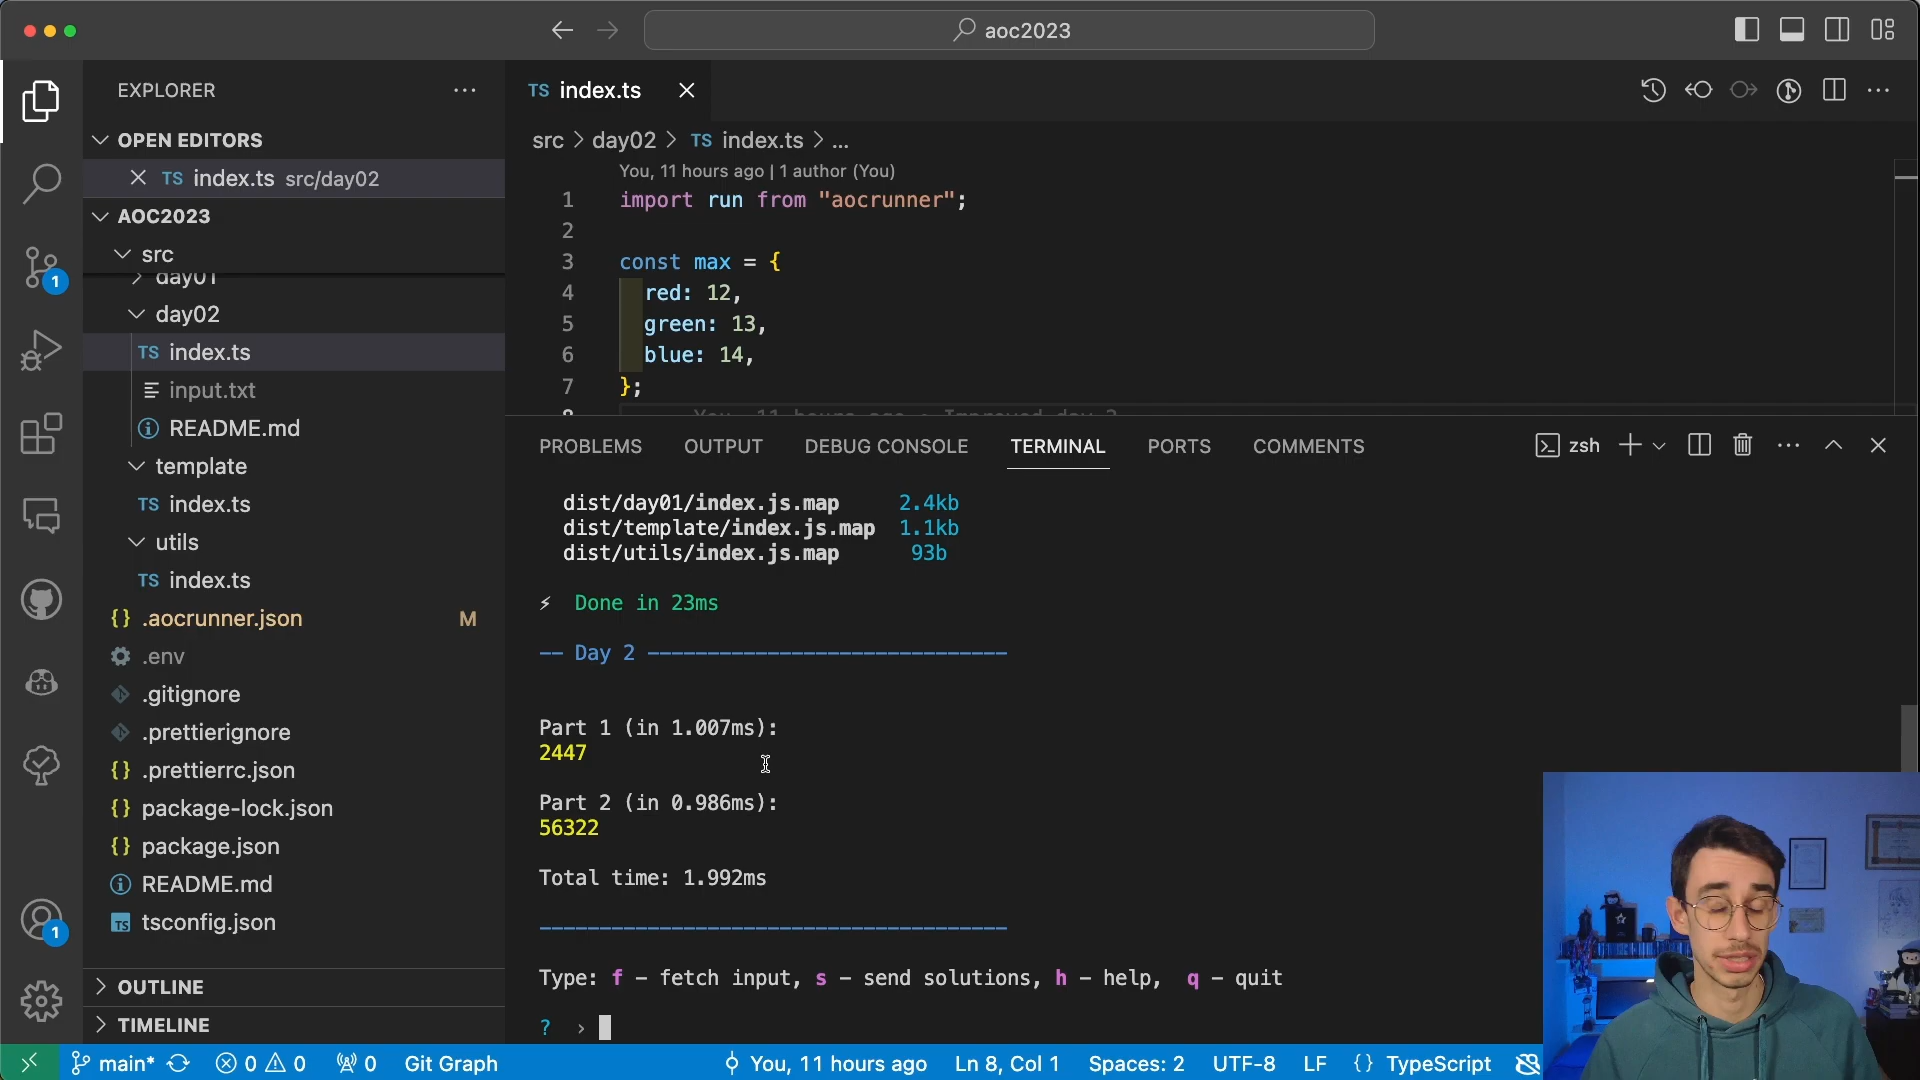 aoc2023
EXPLORER
TS index.ts
OPEN EDITORS
TS index.ts src/day02
AOC2023
src
day01
day02
TS index.ts
input.txt
README.md
template
TS index.ts
utils
TS index.ts
{} .aocrunner.json M
.env
.gitignore
.prettierignore
{} .prettierrc.json
{} package-lock.json
{} package.json
README.md
TS tsconfig.json
OUTLINE
TIMELINE
1
1
src > day02 > TS index.ts > ...
You, 11 hours ago | 1 author (You)
1 import run from "aocrunner";
2
3 const max = {
4 red: 12,
5 green: 13,
6 blue: 14,
7 };
8 You, 11 hours ago • Improved day 2
PROBLEMS OUTPUT DEBUG CONSOLE TERMINAL PORTS COMMENTS zsh
dist/day01/index.js.map 2.4kb
dist/template/index.js.map 1.1kb
dist/utils/index.js.map 93b
⚡ Done in 23ms
—— Day 2 ——————————————————————————————
Part 1 (in 1.007ms):
2447
Part 2 (in 0.986ms):
56322
Total time: 1.992ms
Type: f – fetch input, s – send solutions, h – help, q – quit
? ›
main* 0 0 0 Git Graph You, 11 hours ago Ln 8, Col 1 Spaces: 2 UTF-8 LF {} TypeScript